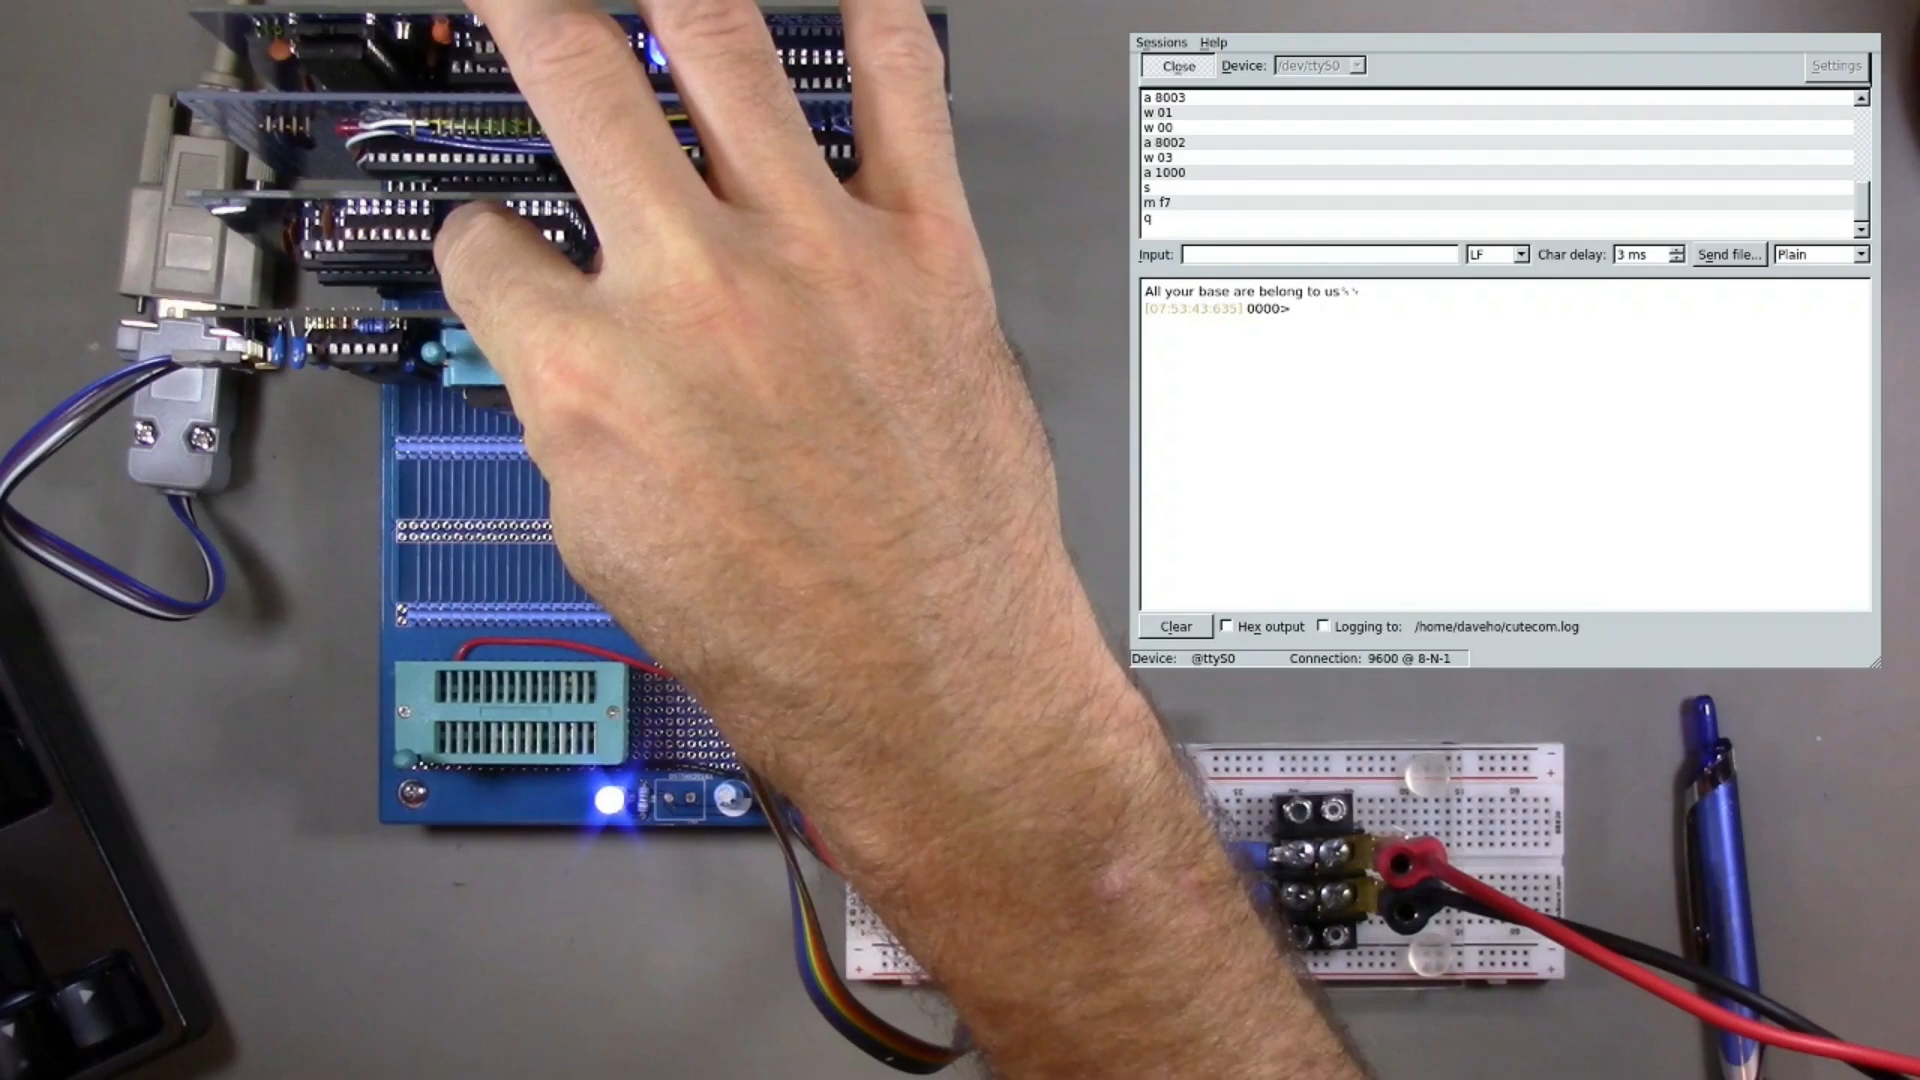 Sessions Help
Close Device: /dev/ttyS0 Settings
a 8003
w 01
w 00
a 8002
w 03
a 1000
s
m f7
q
Input: LF Char delay: 3 ms Send file... Plain
All your base are belong to us
[07:53:43:635] 0000>
Clear Hex output Logging to: /home/daveho/cutecom.log
Device: @ttyS0 Connection: 9600 @ 8-N-1